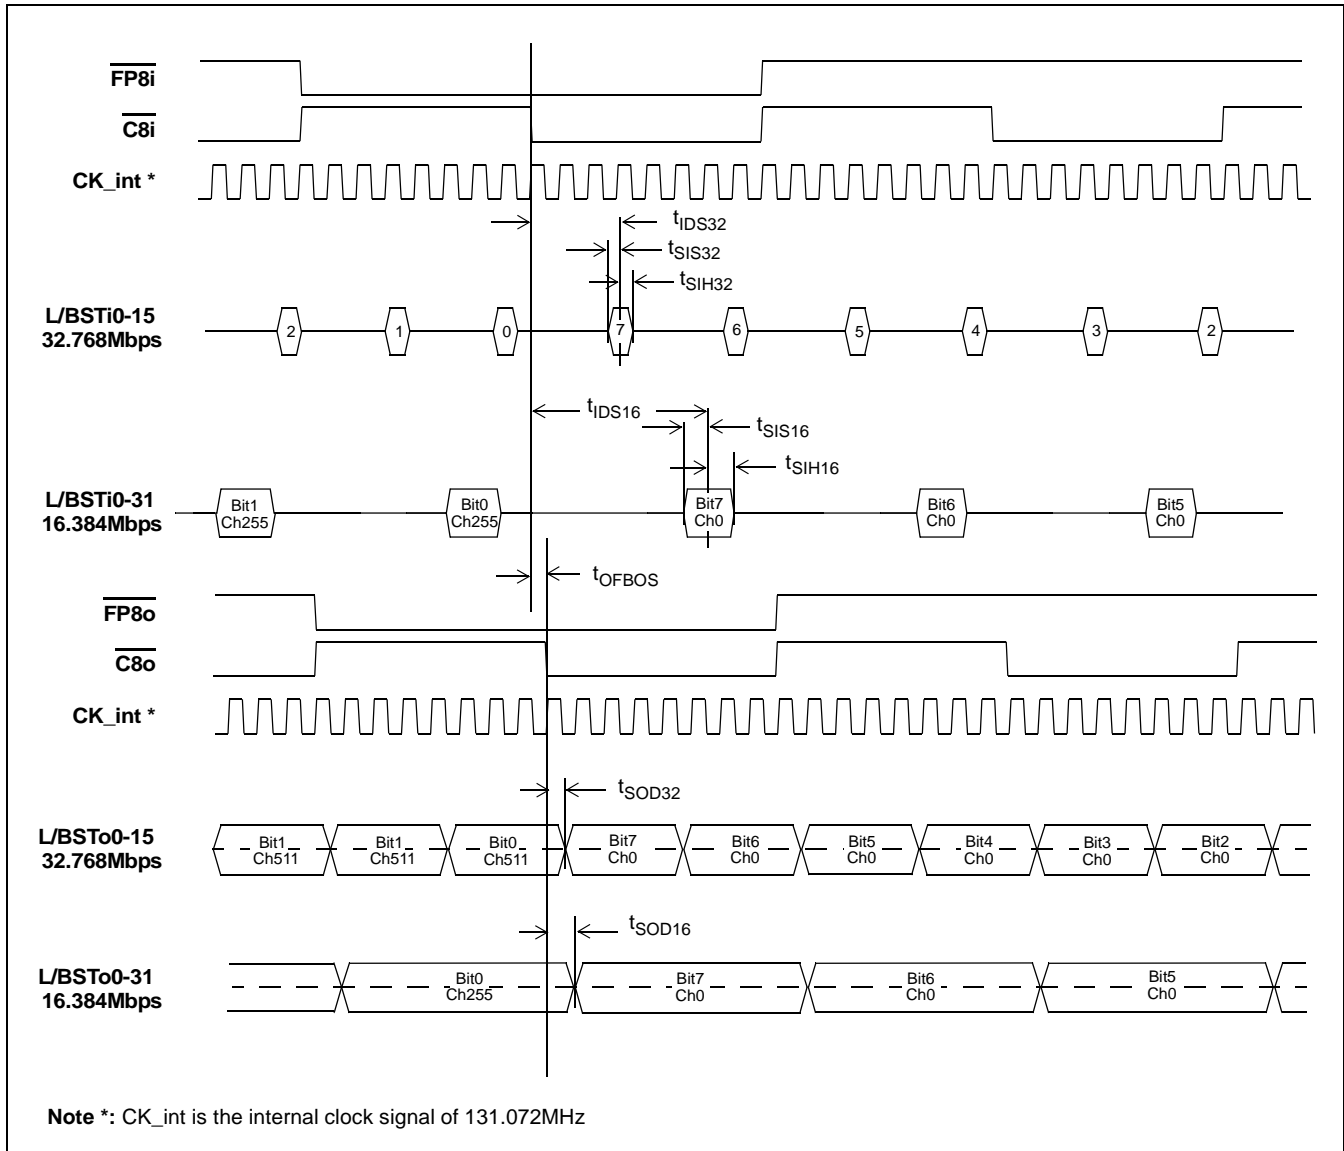 FP8i
C8i
CK_int *
tIDS32
tSIS32
tSIH32
L/BSTi0-15
32.768Mbps
2 1 0 7 6 5 4 3 2
tIDS16
tSIS16
tSIH16
L/BSTi0-31
16.384Mbps
Bit1 Bit0 Bit7 Bit6 Bit5
Ch255 Ch255 Ch0 Ch0 Ch0
tOFBOS
FP8o
C8o
CK_int *
tSOD32
L/BSTo0-15
32.768Mbps
Bit1 Bit1 Bit0 Bit7 Bit6 Bit5 Bit4 Bit3 Bit2
Ch511 Ch511 Ch511 Ch0 Ch0 Ch0 Ch0 Ch0 Ch0
tSOD16
L/BSTo0-31
16.384Mbps
Bit0 Bit7 Bit6 Bit5
Ch255 Ch0 Ch0 Ch0
Note *: CK_int is the internal clock signal of 131.072MHz